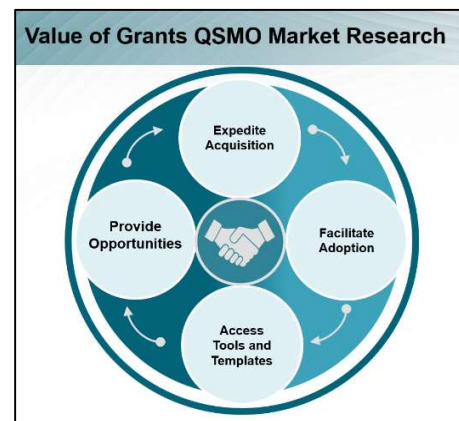 Value of Grants QSMO Market Research
Expedite
Acquisition
Provide
Opportunities
Facilitate
Adoption
Access
Tools and
Templates